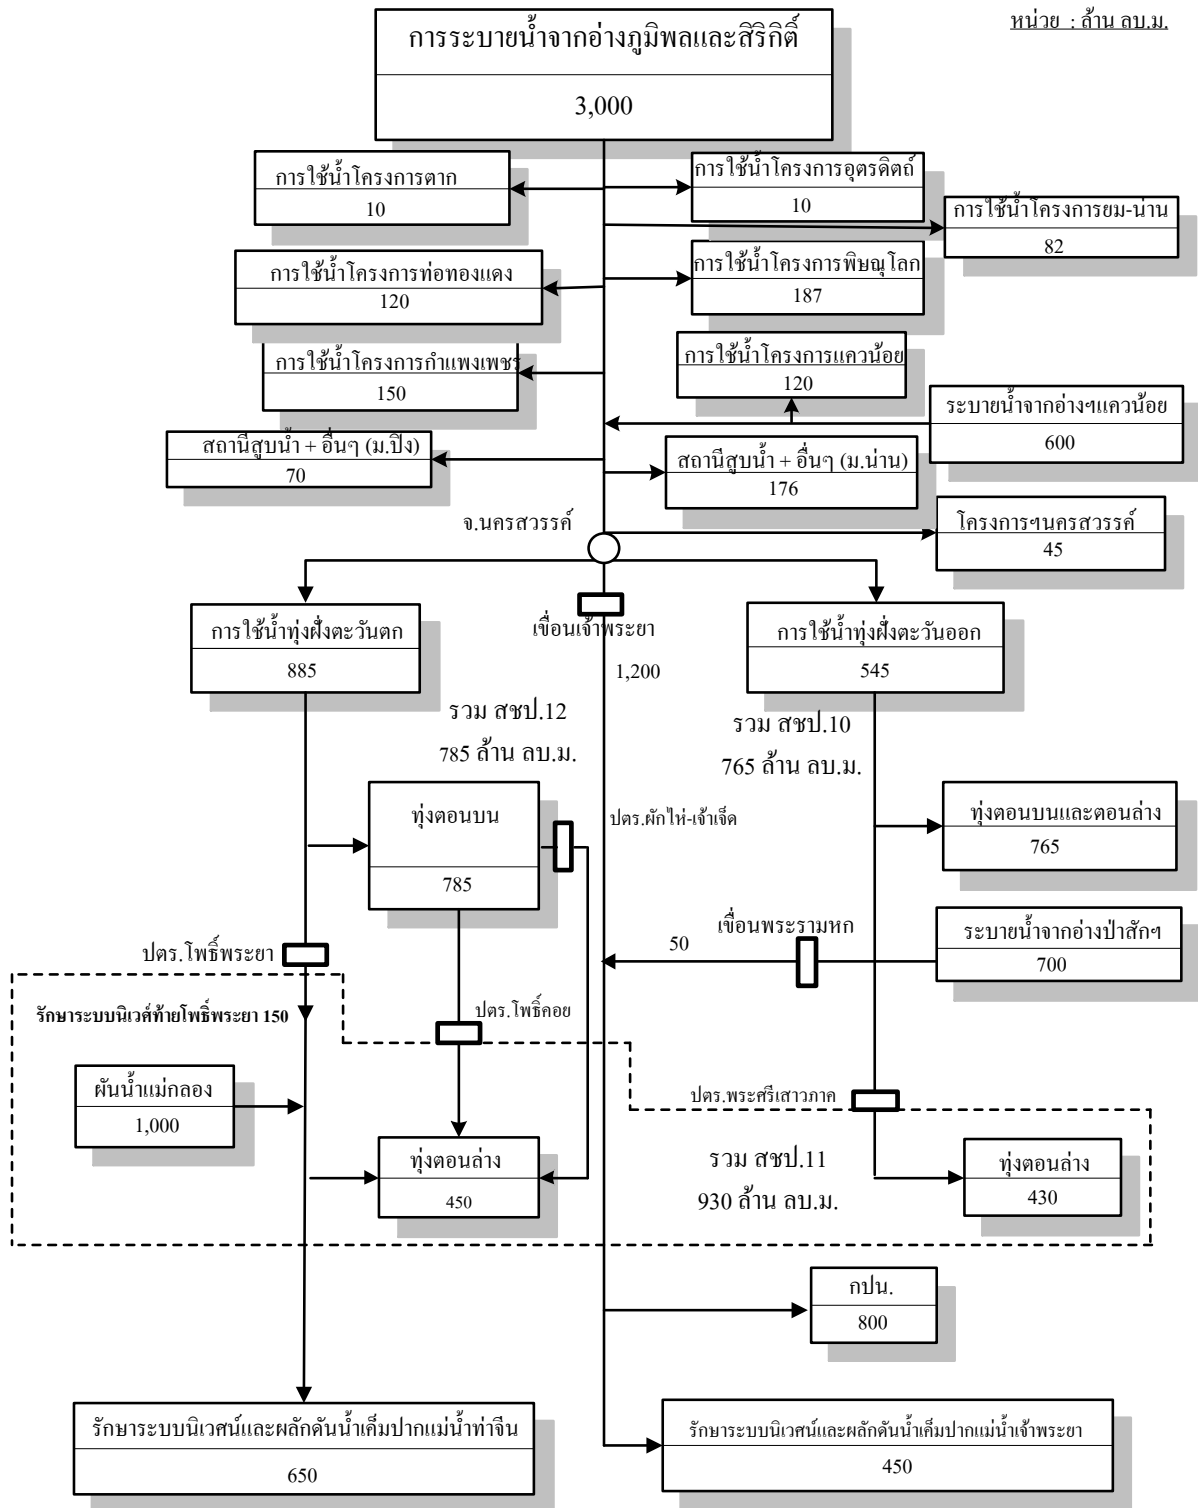 หน่วย : ล้าน ลบ.ม.
การระบายน้ำจากอ่างภูมิพลและสิริกิติ์
3,000
การใช้น้ำโครงการตาก
10
การใช้น้ำโครงการอุตรดิตถ์
10
การใช้น้ำโครงการยม-น่าน
82
การใช้น้ำโครงการท่อทองแดง
120
การใช้น้ำโครงการพิษณุโลก
187
การใช้น้ำโครงการกำแพงเพชร
150
การใช้น้ำโครงการแควน้อย
120
ระบายน้ำจากอ่างฯแควน้อย
600
สถานีสูบน้ำ + อื่นๆ (ม.ปิง)
70
สถานีสูบน้ำ + อื่นๆ (ม.น่าน)
176
จ.นครสวรรค์
โครงการฯนครสวรรค์
45
การใช้น้ำทุ่งฝั่งตะวันตก
885
เขื่อนเจ้าพระยา
1,200
การใช้น้ำทุ่งฝั่งตะวันออก
545
รวม สชป.12
785 ล้าน ลบ.ม.
รวม สชป.10
765 ล้าน ลบ.ม.
ทุ่งตอนบน
785
ปตร.ผักไห่-เจ้าเจ็ด
ทุ่งตอนบนและตอนล่าง
765
ปตร.โพธิ์พระยา
เขื่อนพระรามหก
50
ระบายน้ำจากอ่างป่าสักฯ
700
รักษาระบบนิเวศ์ท้ายโพธิ์พระยา 150
ปตร.โพธิ์คอย
ผันน้ำแม่กลอง
1,000
ปตร.พระศรีเสาวภาค
ทุ่งตอนล่าง
450
รวม สชป.11
930 ล้าน ลบ.ม.
ทุ่งตอนล่าง
430
กปน.
800
รักษาระบบนิเวศน์และผลักดันน้ำเค็มปากแม่น้ำท่าจีน
650
รักษาระบบนิเวศน์และผลักดันน้ำเค็มปากแม่น้ำเจ้าพระยา
450